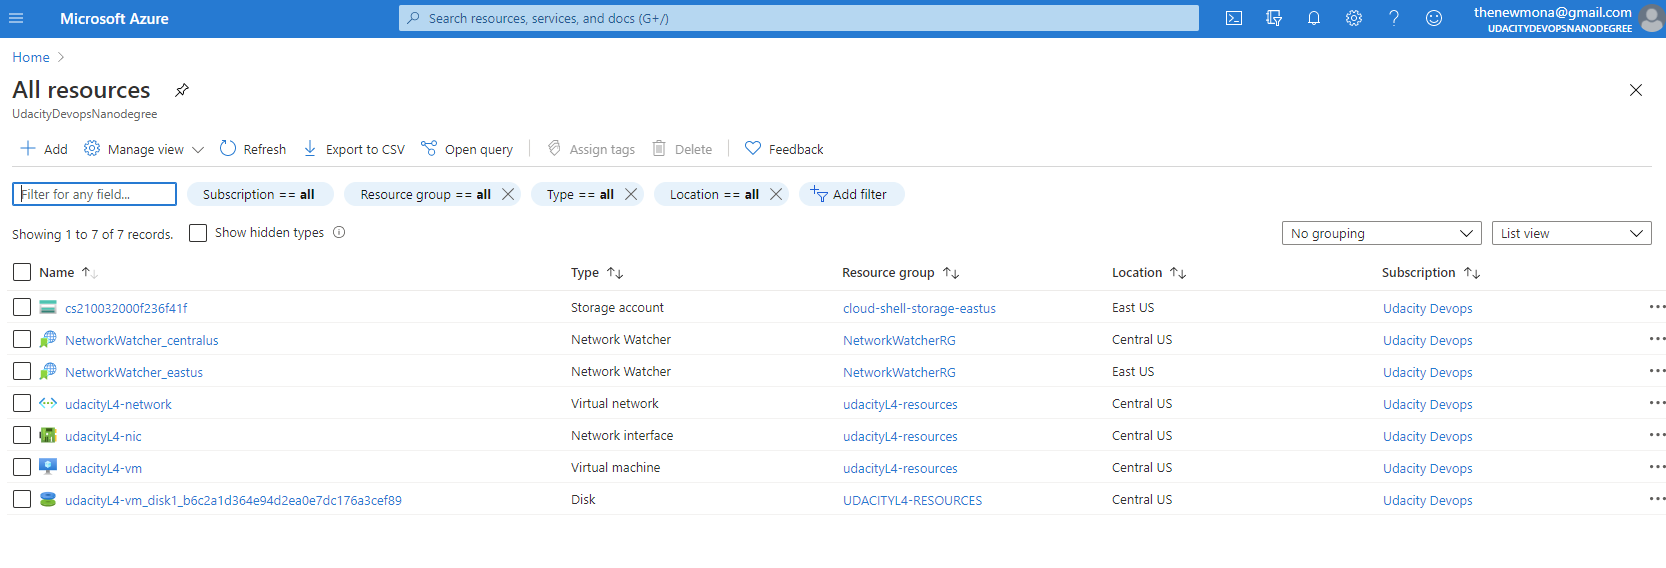 Microsoft Azure
Search resources, services, and docs (G+/)
thenewmona@gmail.com
UDACITYDEVOPSNANODEGREE
Home
All resources
UdacityDevopsNanodegree
Add Manage view Refresh Export to CSV Open query Assign tags Delete Feedback
Filter for any field... Subscription == all Resource group == all Type == all Location == all Add filter
Showing 1 to 7 of 7 records. Show hidden types No grouping List view
Name Type Resource group Location Subscription
cs210032000f236f41f Storage account cloud-shell-storage-eastus East US Udacity Devops
NetworkWatcher_centralus Network Watcher NetworkWatcherRG Central US Udacity Devops
NetworkWatcher_eastus Network Watcher NetworkWatcherRG East US Udacity Devops
udacityL4-network Virtual network udacityL4-resources Central US Udacity Devops
udacityL4-nic Network interface udacityL4-resources Central US Udacity Devops
udacityL4-vm Virtual machine udacityL4-resources Central US Udacity Devops
udacityL4-vm_disk1_b6c2a1d364e94d2ea0e7dc176a3cef89 Disk UDACITYL4-RESOURCES Central US Udacity Devops